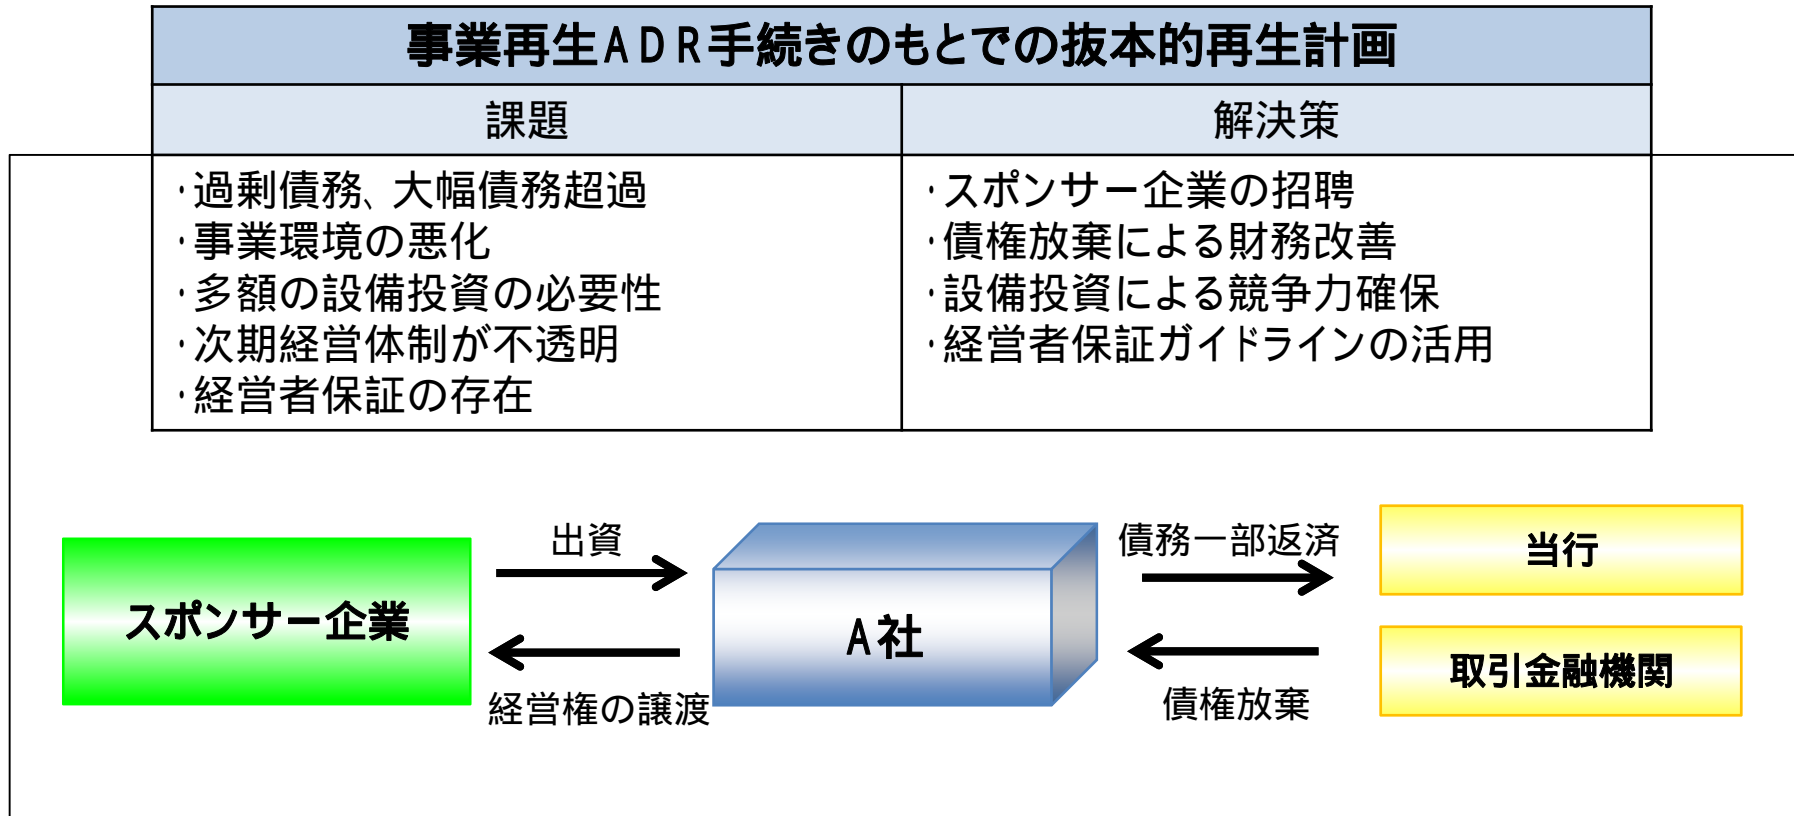 事業再生ADR手続きのもとでの抜本的再生計画
課題
解決策
・過剰債務、大幅債務超過
・事業環境の悪化
・多額の設備投資の必要性
・次期経営体制が不透明
・経営者保証の存在
・スポンサー企業の招聘
・債権放棄による財務改善
・設備投資による競争力確保
・経営者保証ガイドラインの活用
スポンサー企業
出資
経営権の譲渡
A社
債務一部返済
債権放棄
当行
取引金融機関